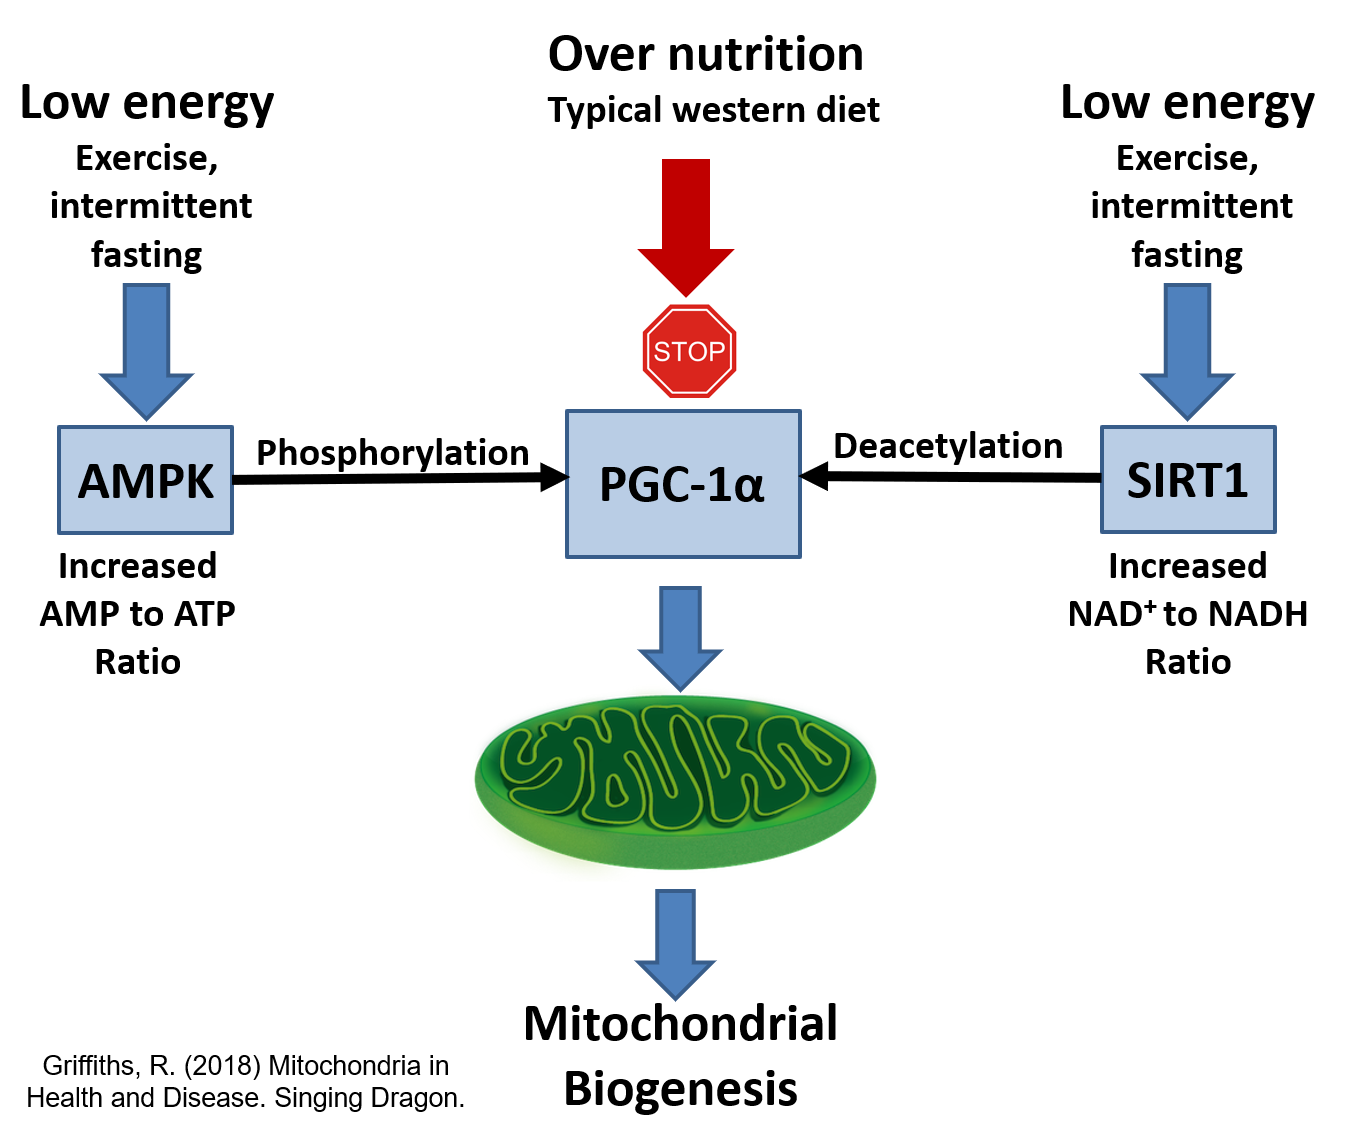 Over nutrition
Typical western diet
Low energy
Exercise,
intermittent
fasting
Low energy
Exercise,
intermittent
fasting
STOP
AMPK
Phosphorylation
PGC-1α
Deacetylation
SIRT1
Increased
AMP to ATP
Ratio
Increased
NAD⁺ to NADH
Ratio
Mitochondrial
Biogenesis
Griffiths, R. (2018) Mitochondria in
Health and Disease. Singing Dragon.